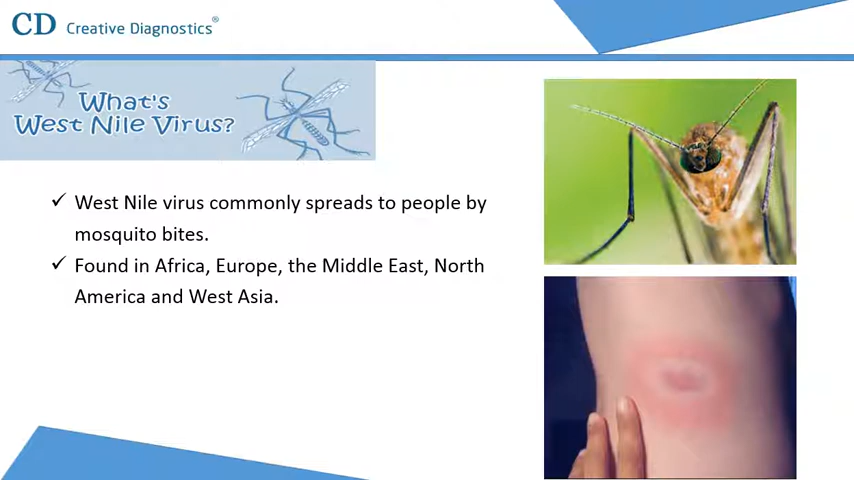 CD Creative Diagnostics®
What's
West Nile Virus?
✓ West Nile virus commonly spreads to people by
mosquito bites.
✓ Found in Africa, Europe, the Middle East, North
America and West Asia.